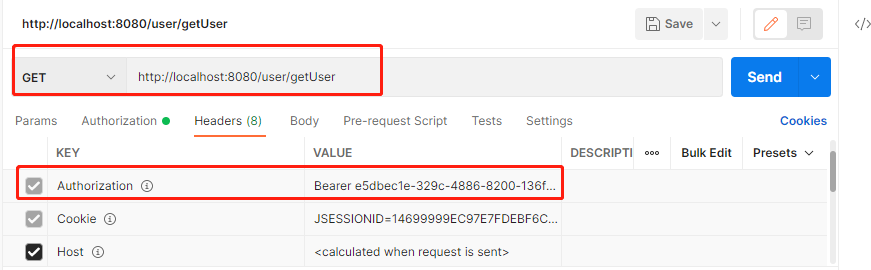 http://localhost:8080/user/getUser
Save
GET
http://localhost:8080/user/getUser
Send
Params Authorization Headers (8) Body Pre-request Script Tests Settings Cookies
KEY VALUE DESCRIPTI ooo Bulk Edit Presets
Authorization Bearer e5dbec1e-329c-4886-8200-136f...
Cookie JSESSIONID=14699999EC97E7FDEBF6C...
Host <calculated when request is sent>